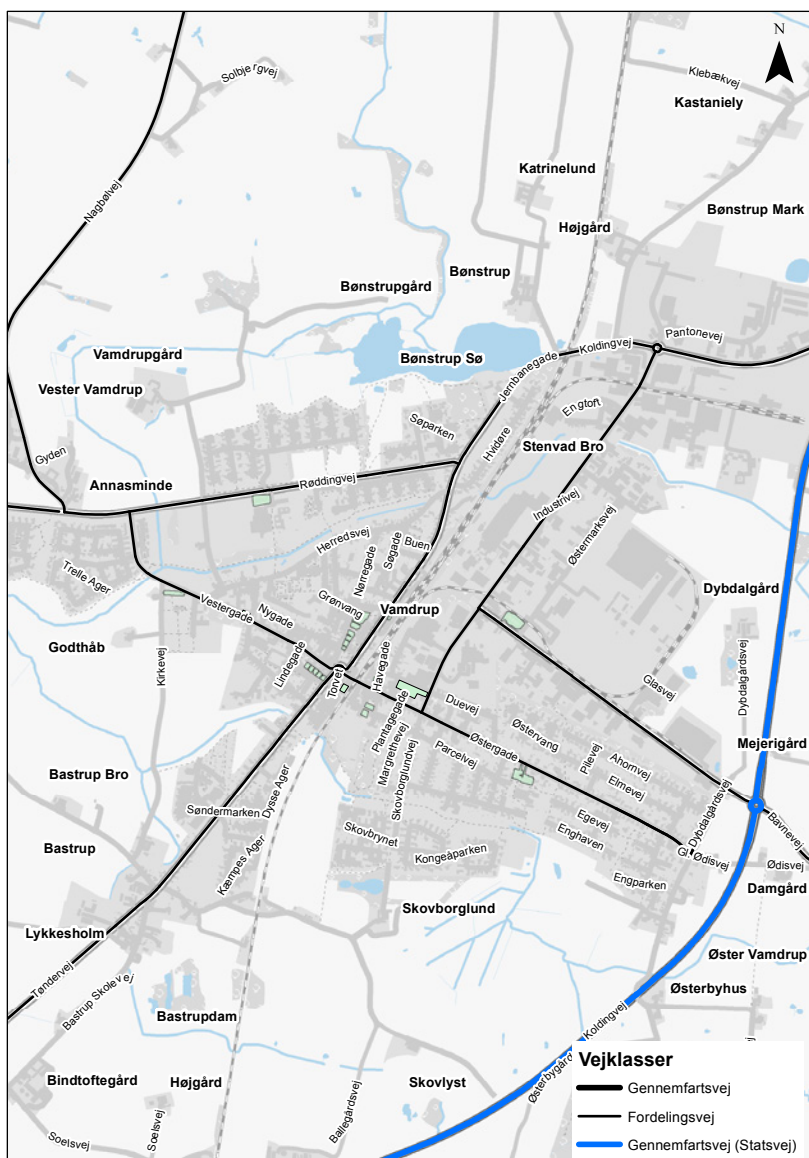 N
Solbjergvej
Klebækvej
Kastaniely
Nagbølvej
Katrinelund
Bønstrup Mark
Højgård
Bønstrup
Bønstrupgård
Pantonevej
Koldingvej
Vamdrupgård
Bønstrup Sø
Jernbanegade
Vester Vamdrup
Engtoft
Søparken
Hvidøre
Stenvad Bro
Gyden
Annasminde
Røddingvej
Industrivej
Østermarksvej
Herredsvej
Buen
Søgade
Nørregade
Trelle Ager
Grønvang
Vamdrup
Dybdalgård
Vestergade
Nygade
Godthåb
Kirkevej
Lindegade
Torvet
Havegade
Glasvej
Dybdalgårdsvej
Plantagegade
Duevej
Margrethevej
Østergade
Østervang
Mejerigård
Parcelvej
Pilevej
Ahornvej
Elmevej
Skovborglundvej
Bastrup Bro
Dysse Ager
Dybdalgårdsvej
Bavnevej
Søndermarken
Egevej
Enghaven
Skovbrynet
Bastrup
Kongeåparken
Gl Ødisvej
Ødisvej
Kæmpes Ager
Engparken
Damgård
Skovborglund
Lykkesholm
Øster Vamdrup
Tøndervej
Bastrup Skolevej
Østerbyhus
Bastrupdam
Koldingvej
Vejklasser
Bindtoftegård
Højgård
Skovlyst
Østerbygård
Gennemfartsvej
Fordelingsvej
Soelsvej
Soelsvej
Ballegårdsvej
Gennemfartsvej (Statsvej)